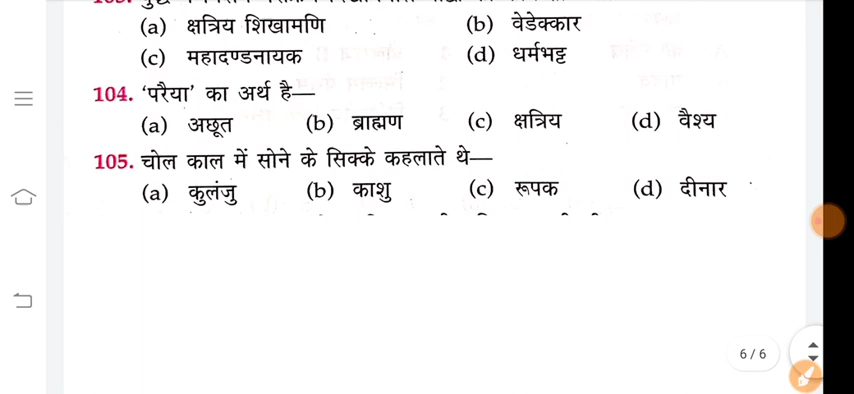 (a) क्षत्रिय शिखामणि (b) वेडेक्कार
(c) महादण्डनायक (d) धर्मभट्ट
104. ‘परैया’ का अर्थ है—
(a) अछूत (b) ब्राह्मण (c) क्षत्रिय (d) वैश्य
105. चोल काल में सोने के सिक्के कहलाते थे—
(a) कुलंजु (b) काशु (c) रूपक (d) दीनार
6/6